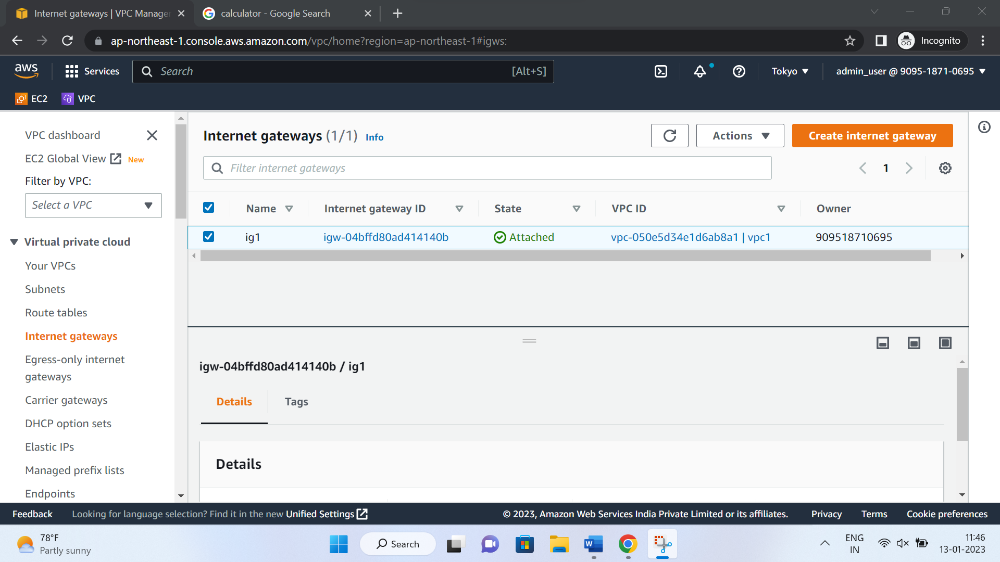 Internet gateways | VPC Manager
calculator - Google Search
ap-northeast-1.console.aws.amazon.com/vpc/home?region=ap-northeast-1#igws:
Incognito
aws
Services
Search
[Alt+S]
Tokyo
admin_user @ 9095-1871-0695
EC2
VPC
VPC dashboard
EC2 Global View
New
Filter by VPC:
Select a VPC
Virtual private cloud
Your VPCs
Subnets
Route tables
Internet gateways
Egress-only internet
gateways
Carrier gateways
DHCP option sets
Elastic IPs
Managed prefix lists
Endpoints
Internet gateways (1/1) Info
Actions
Create internet gateway
Filter internet gateways
1
Name
Internet gateway ID
State
VPC ID
Owner
ig1
igw-04bffd80ad414140b
Attached
vpc-050e5d34e1d6ab8a1 | vpc1
909518710695
igw-04bffd80ad414140b / ig1
Details
Tags
Details
Feedback
Looking for language selection? Find it in the new Unified Settings
© 2023, Amazon Web Services India Private Limited or its affiliates.
Privacy
Terms
Cookie preferences
78°F
Partly sunny
Search
W
ENG
IN
11:46
13-01-2023